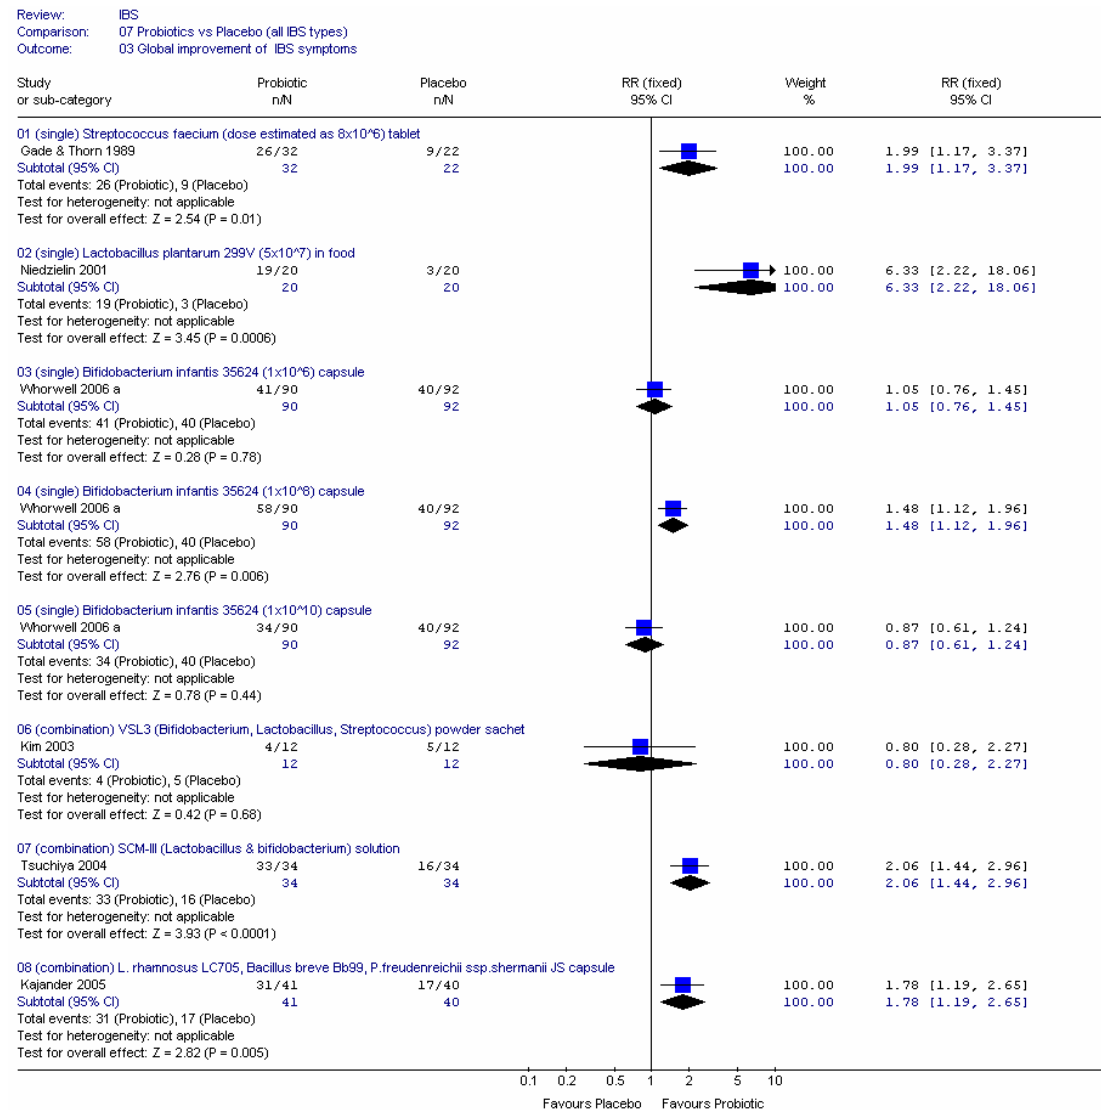 Review: IBS
Comparison: 07 Probiotics vs Placebo (all IBS types)
Outcome: 03 Global improvement of IBS symptoms
Study Probiotic Placebo RR (fixed) Weight RR (fixed)
or sub-category n/N n/N 95% CI % 95% CI
01 (single) Streptococcus faecium (dose estimated as 8x10^6) tablet
Gade & Thorn 1989 26/32 9/22 100.00 1.99 [1.17, 3.37]
Subtotal (95% CI) 32 22 100.00 1.99 [1.17, 3.37]
Total events: 26 (Probiotic), 9 (Placebo)
Test for heterogeneity: not applicable
Test for overall effect: Z = 2.54 (P = 0.01)
02 (single) Lactobacillus plantarum 299V (5x10^7) in food
Niedzielin 2001 19/20 3/20 100.00 6.33 [2.22, 18.06]
Subtotal (95% CI) 20 20 100.00 6.33 [2.22, 18.06]
Total events: 19 (Probiotic), 3 (Placebo)
Test for heterogeneity: not applicable
Test for overall effect: Z = 3.45 (P = 0.0006)
03 (single) Bifidobacterium infantis 35624 (1x10^6) capsule
Whorwell 2006 a 41/90 40/92 100.00 1.05 [0.76, 1.45]
Subtotal (95% CI) 90 92 100.00 1.05 [0.76, 1.45]
Total events: 41 (Probiotic), 40 (Placebo)
Test for heterogeneity: not applicable
Test for overall effect: Z = 0.28 (P = 0.78)
04 (single) Bifidobacterium infantis 35624 (1x10^8) capsule
Whorwell 2006 a 58/90 40/92 100.00 1.48 [1.12, 1.96]
Subtotal (95% CI) 90 92 100.00 1.48 [1.12, 1.96]
Total events: 58 (Probiotic), 40 (Placebo)
Test for heterogeneity: not applicable
Test for overall effect: Z = 2.76 (P = 0.006)
05 (single) Bifidobacterium infantis 35624 (1x10^10) capsule
Whorwell 2006 a 34/90 40/92 100.00 0.87 [0.61, 1.24]
Subtotal (95% CI) 90 92 100.00 0.87 [0.61, 1.24]
Total events: 34 (Probiotic), 40 (Placebo)
Test for heterogeneity: not applicable
Test for overall effect: Z = 0.78 (P = 0.44)
06 (combination) VSL3 (Bifidobacterium, Lactobacillus, Streptococcus) powder sachet
Kim 2003 4/12 5/12 100.00 0.80 [0.28, 2.27]
Subtotal (95% CI) 12 12 100.00 0.80 [0.28, 2.27]
Total events: 4 (Probiotic), 5 (Placebo)
Test for heterogeneity: not applicable
Test for overall effect: Z = 0.42 (P = 0.68)
07 (combination) SCM-III (Lactobacillus & bifidobacterium) solution
Tsuchiya 2004 33/34 16/34 100.00 2.06 [1.44, 2.96]
Subtotal (95% CI) 34 34 100.00 2.06 [1.44, 2.96]
Total events: 33 (Probiotic), 16 (Placebo)
Test for heterogeneity: not applicable
Test for overall effect: Z = 3.93 (P < 0.0001)
08 (combination) L. rhamnosus LC705, Bacillus breve Bb99, P.freudenreichii ssp.shermanii JS capsule
Kajander 2005 31/41 17/40 100.00 1.78 [1.19, 2.65]
Subtotal (95% CI) 41 40 100.00 1.78 [1.19, 2.65]
Total events: 31 (Probiotic), 17 (Placebo)
Test for heterogeneity: not applicable
Test for overall effect: Z = 2.82 (P = 0.005)
0.1 0.2 0.5 1 2 5 10
Favours Placebo Favours Probiotic